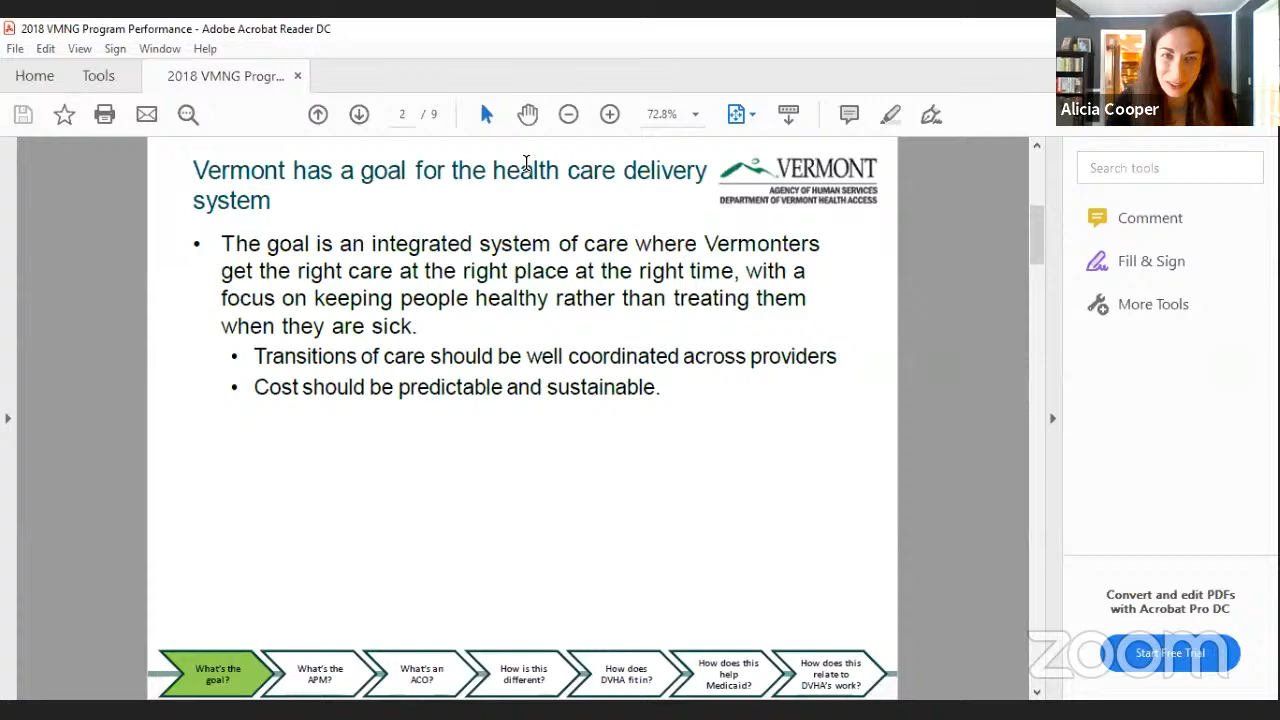 2018 VMNG Program Performance - Adobe Acrobat Reader DC
File Edit View Sign Window Help
Home Tools 2018 VMNG Progr... ×
2 / 9 72.8%
Alicia Cooper
Vermont has a goal for the health care delivery
system
VERMONT
AGENCY OF HUMAN SERVICES
DEPARTMENT OF VERMONT HEALTH ACCESS
• The goal is an integrated system of care where Vermonters
get the right care at the right place at the right time, with a
focus on keeping people healthy rather than treating them
when they are sick.
• Transitions of care should be well coordinated across providers
• Cost should be predictable and sustainable.
What's the
goal?
What's the
APM?
What's an
ACO?
How is this
different?
How does
DVHA fit in?
How does this
help
Medicaid?
How does this
relate to
DVHA's work?
Search tools
Comment
Fill & Sign
More Tools
Convert and edit PDFs
with Acrobat Pro DC
Start Free Trial
zoom